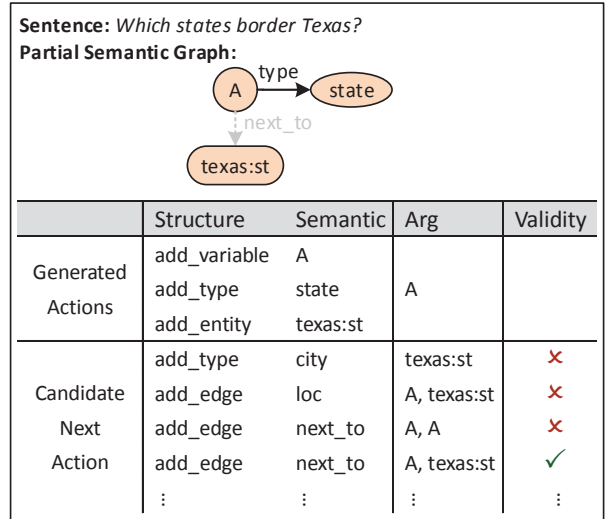 Sentence: Which states border Texas?
Partial Semantic Graph:
type
A state
next_to
texas:st
Structure Semantic Arg Validity
Generated Actions
add_variable A
add_type state A
add_entity texas:st
Candidate Next Action
add_type city texas:st ✗
add_edge loc A, texas:st ✗
add_edge next_to A, A ✗
add_edge next_to A, texas:st ✓
⋮ ⋮ ⋮ ⋮